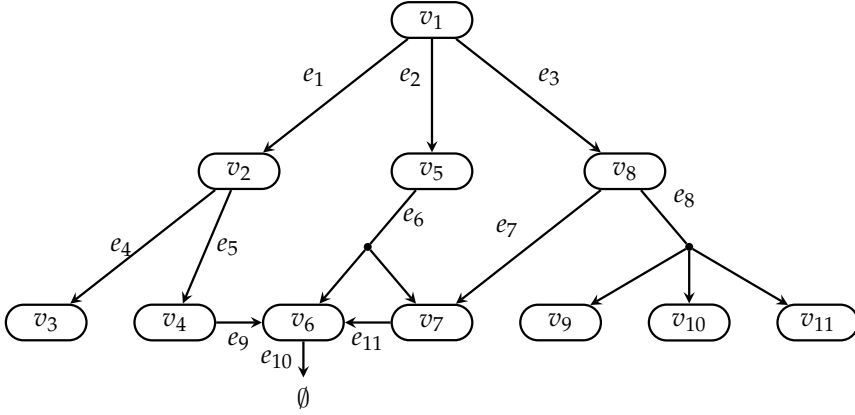 v₁
e₁ e₂ e₃
v₂ v₅ v₈
e₄ e₅ e₆ e₇ e₈
v₃ v₄ v₆ v₇ v₉ v₁₀ v₁₁
e₉ e₁₀ e₁₁
∅